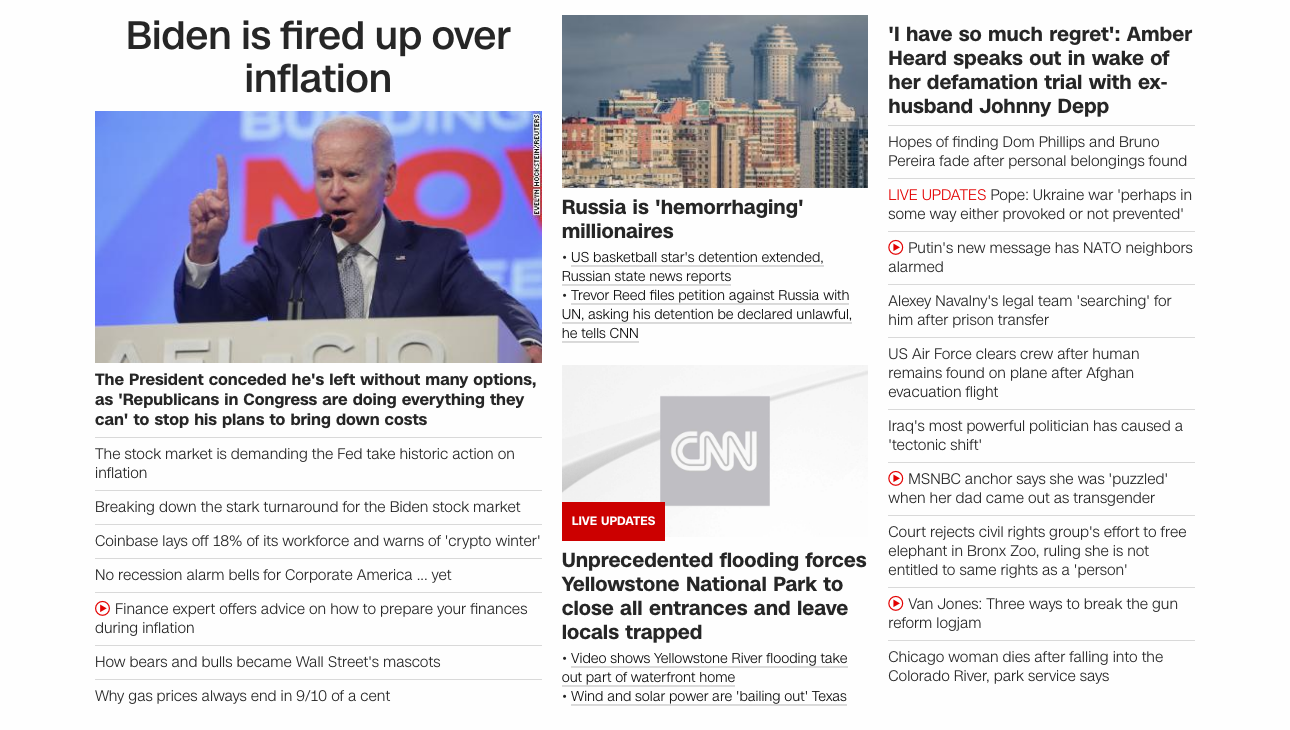 Biden is fired up over
inflation
BUILDING
MOV
EE
AFL-CIO
EVELYN HOCKSTEIN/REUTERS
The President conceded he's left without many options,
as 'Republicans in Congress are doing everything they
can' to stop his plans to bring down costs
The stock market is demanding the Fed take historic action on
inflation
Breaking down the stark turnaround for the Biden stock market
Coinbase lays off 18% of its workforce and warns of 'crypto winter'
No recession alarm bells for Corporate America ... yet
Finance expert offers advice on how to prepare your finances
during inflation
How bears and bulls became Wall Street's mascots
Why gas prices always end in 9/10 of a cent
Russia is 'hemorrhaging'
millionaires
• US basketball star's detention extended,
Russian state news reports
• Trevor Reed files petition against Russia with
UN, asking his detention be declared unlawful,
he tells CNN
CNN
LIVE UPDATES
Unprecedented flooding forces
Yellowstone National Park to
close all entrances and leave
locals trapped
• Video shows Yellowstone River flooding take
out part of waterfront home
• Wind and solar power are 'bailing out' Texas
'I have so much regret': Amber
Heard speaks out in wake of
her defamation trial with ex-
husband Johnny Depp
Hopes of finding Dom Phillips and Bruno
Pereira fade after personal belongings found
LIVE UPDATES Pope: Ukraine war 'perhaps in
some way either provoked or not prevented'
Putin's new message has NATO neighbors
alarmed
Alexey Navalny's legal team 'searching' for
him after prison transfer
US Air Force clears crew after human
remains found on plane after Afghan
evacuation flight
Iraq's most powerful politician has caused a
'tectonic shift'
MSNBC anchor says she was 'puzzled'
when her dad came out as transgender
Court rejects civil rights group's effort to free
elephant in Bronx Zoo, ruling she is not
entitled to same rights as a 'person'
Van Jones: Three ways to break the gun
reform logjam
Chicago woman dies after falling into the
Colorado River, park service says